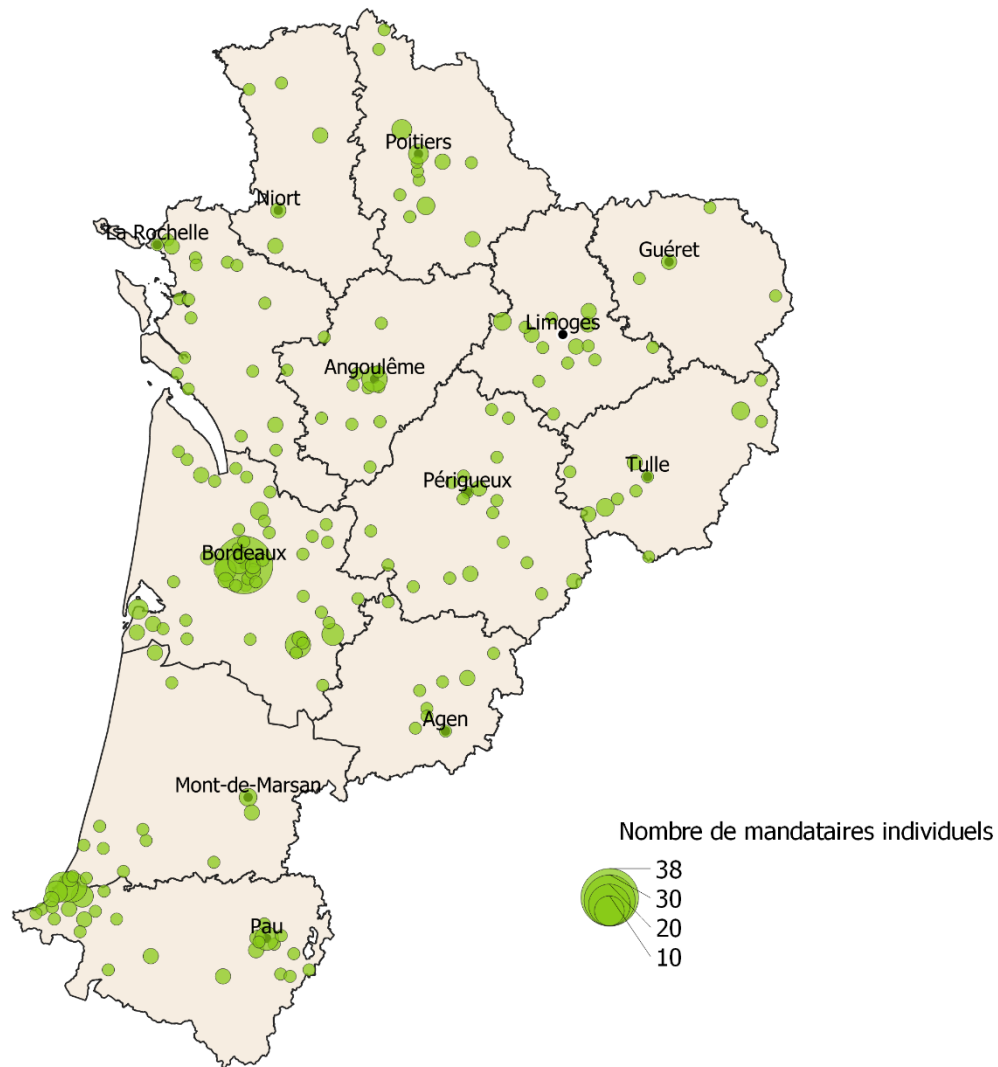 Poitiers
Niort
La Rochelle
Guéret
Limoges
Angoulême
Tulle
Périgueux
Bordeaux
Agen
Mont-de-Marsan
Nombre de mandataires individuels
38
30
20
10
Pau